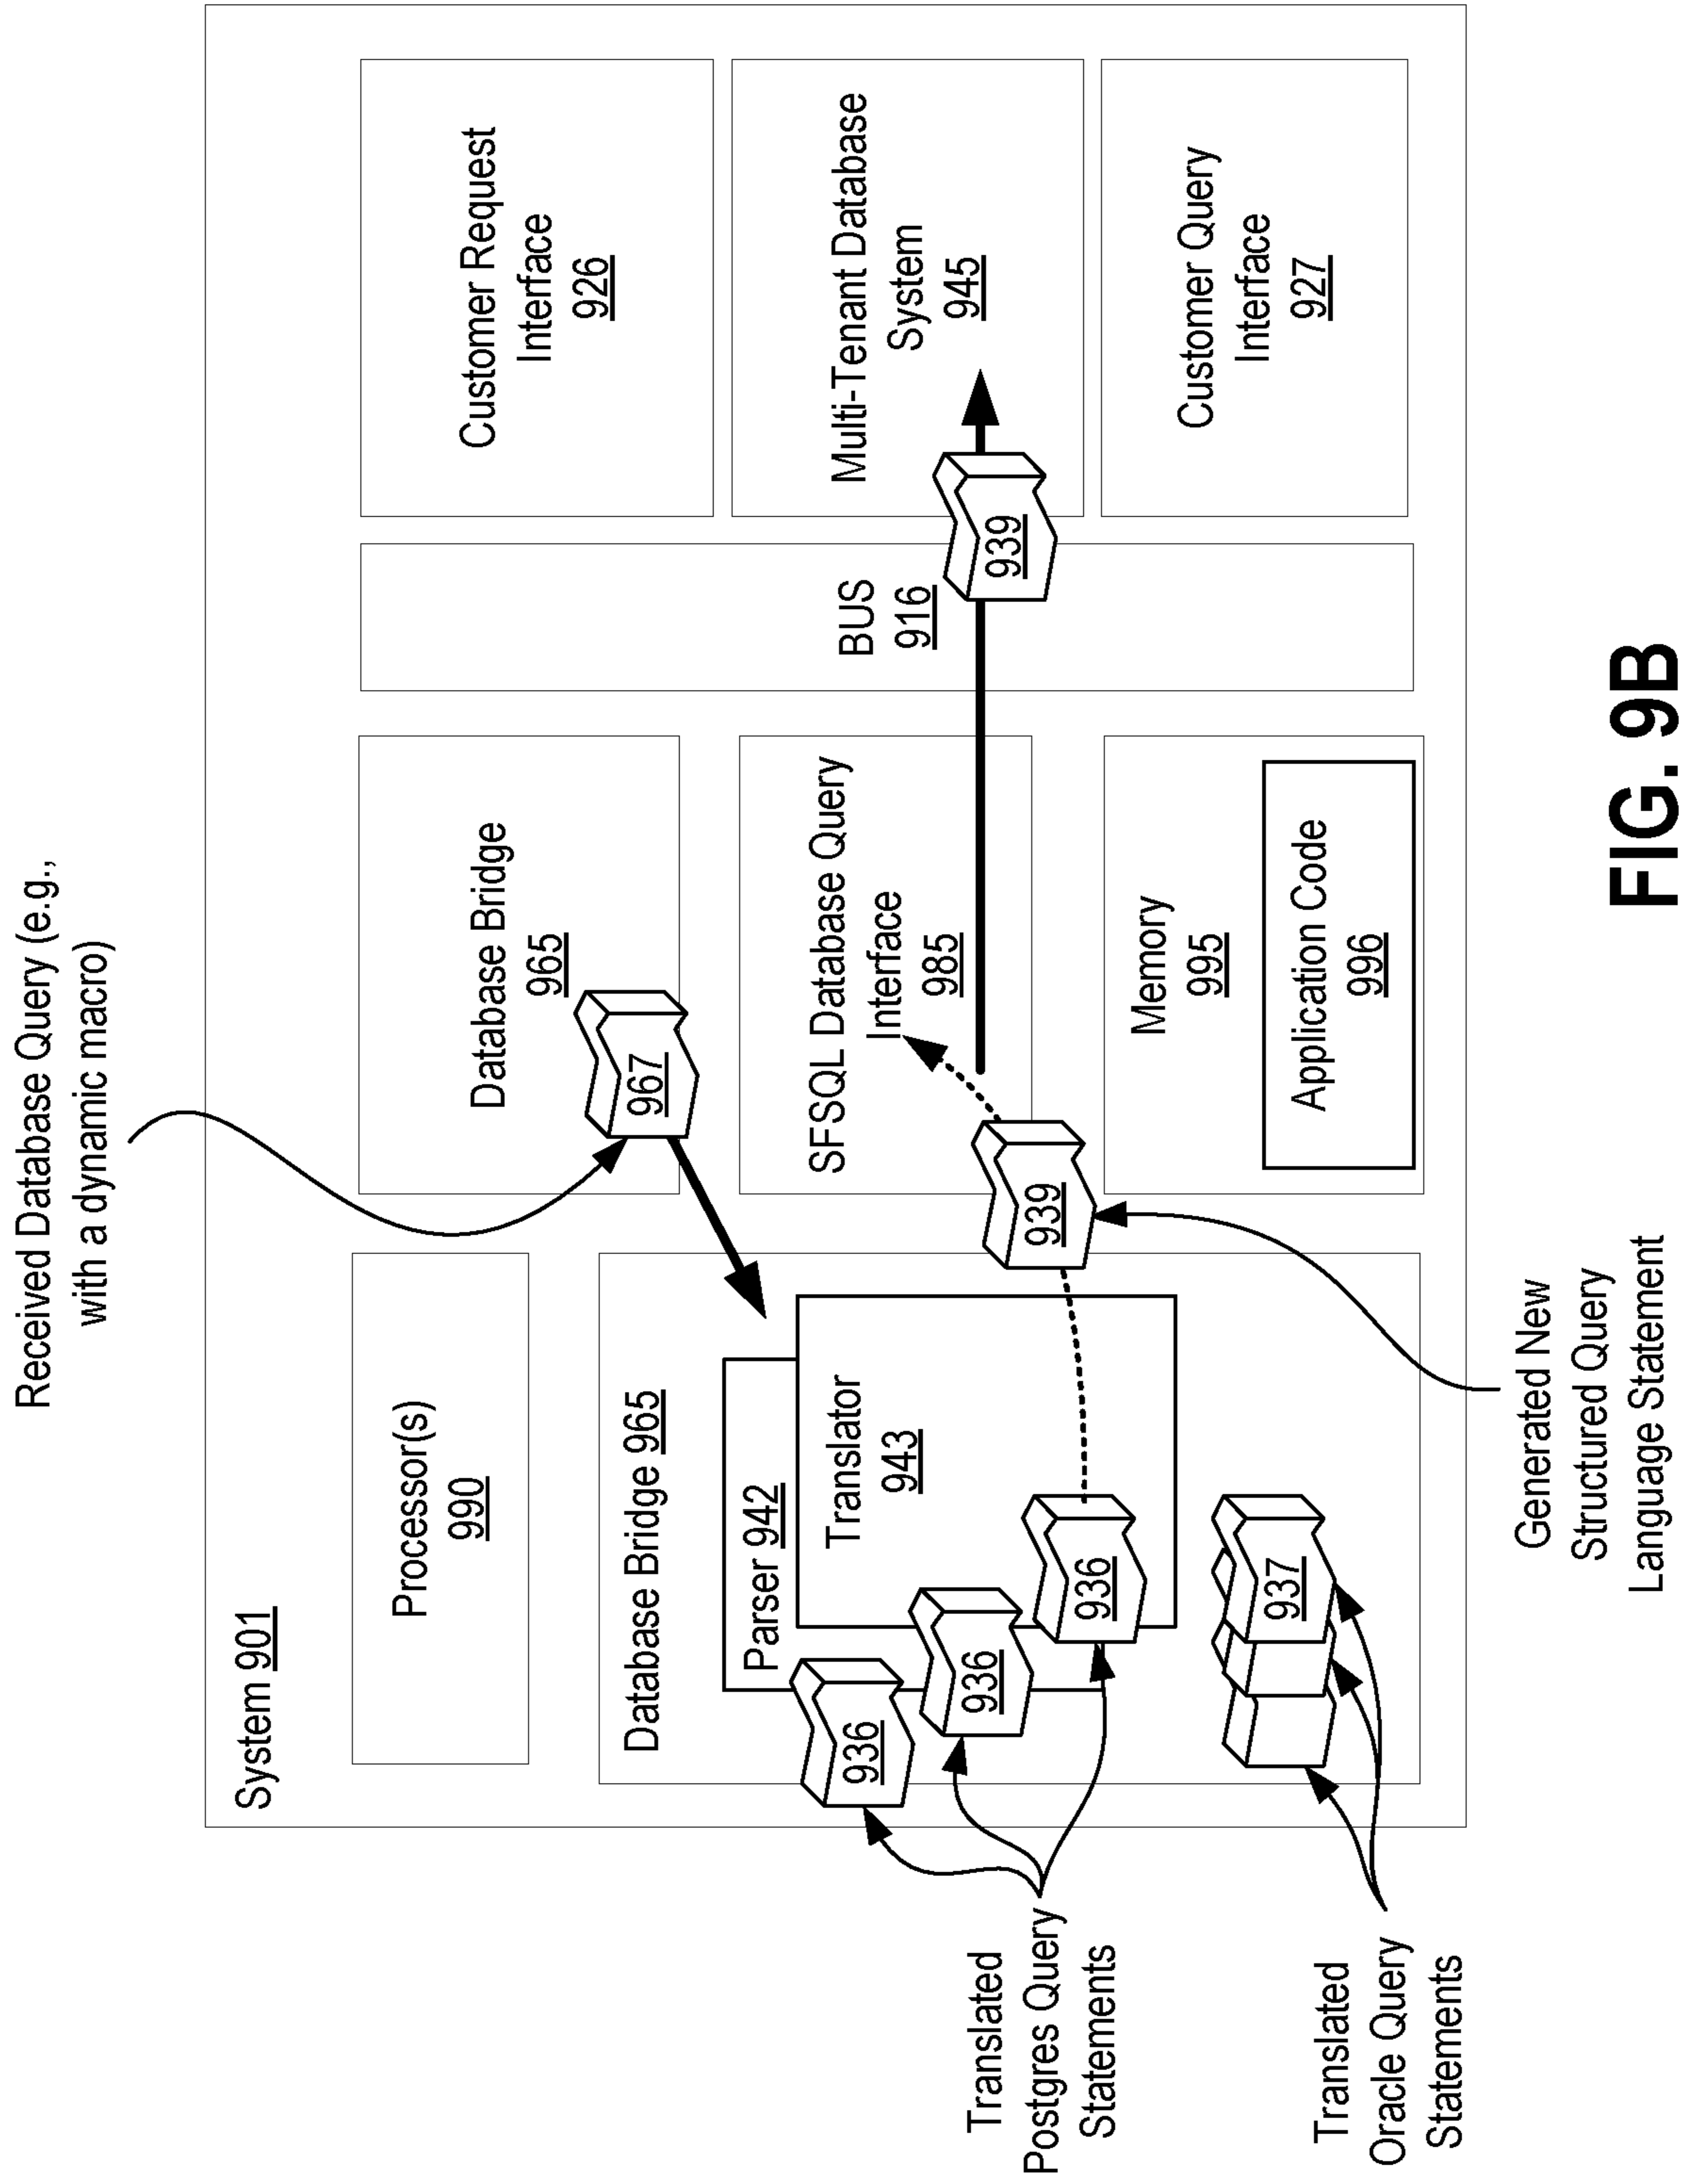 Received Database Query (e.g.,
with a dynamic macro)
System 901
Processor(s)
990
Database Bridge
965
967
Customer Request
Interface
926
BUS
916
Database Bridge 965
Parser 942
Translator
943
936
936
936
937
SFSQL Database Query
Interface
985
939
939
Multi-Tenant Database
System
945
Memory
995
Application Code
996
Customer Query
Interface
927
Translated
Postgres Query
Statements
Translated
Oracle Query
Statements
Generated New
Structured Query
Language Statement
FIG. 9B